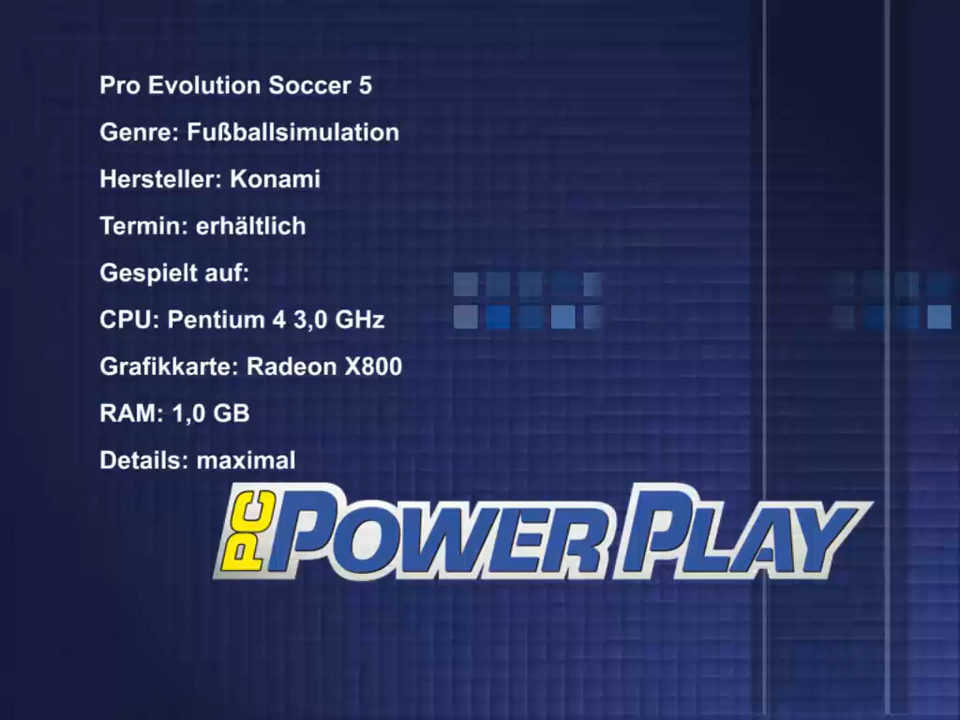 Pro Evolution Soccer 5
Genre: Fußballsimulation
Hersteller: Konami
Termin: erhältlich
Gespielt auf:
CPU: Pentium 4 3,0 GHz
Grafikkarte: Radeon X800
RAM: 1,0 GB
Details: maximal
PC POWER PLAY